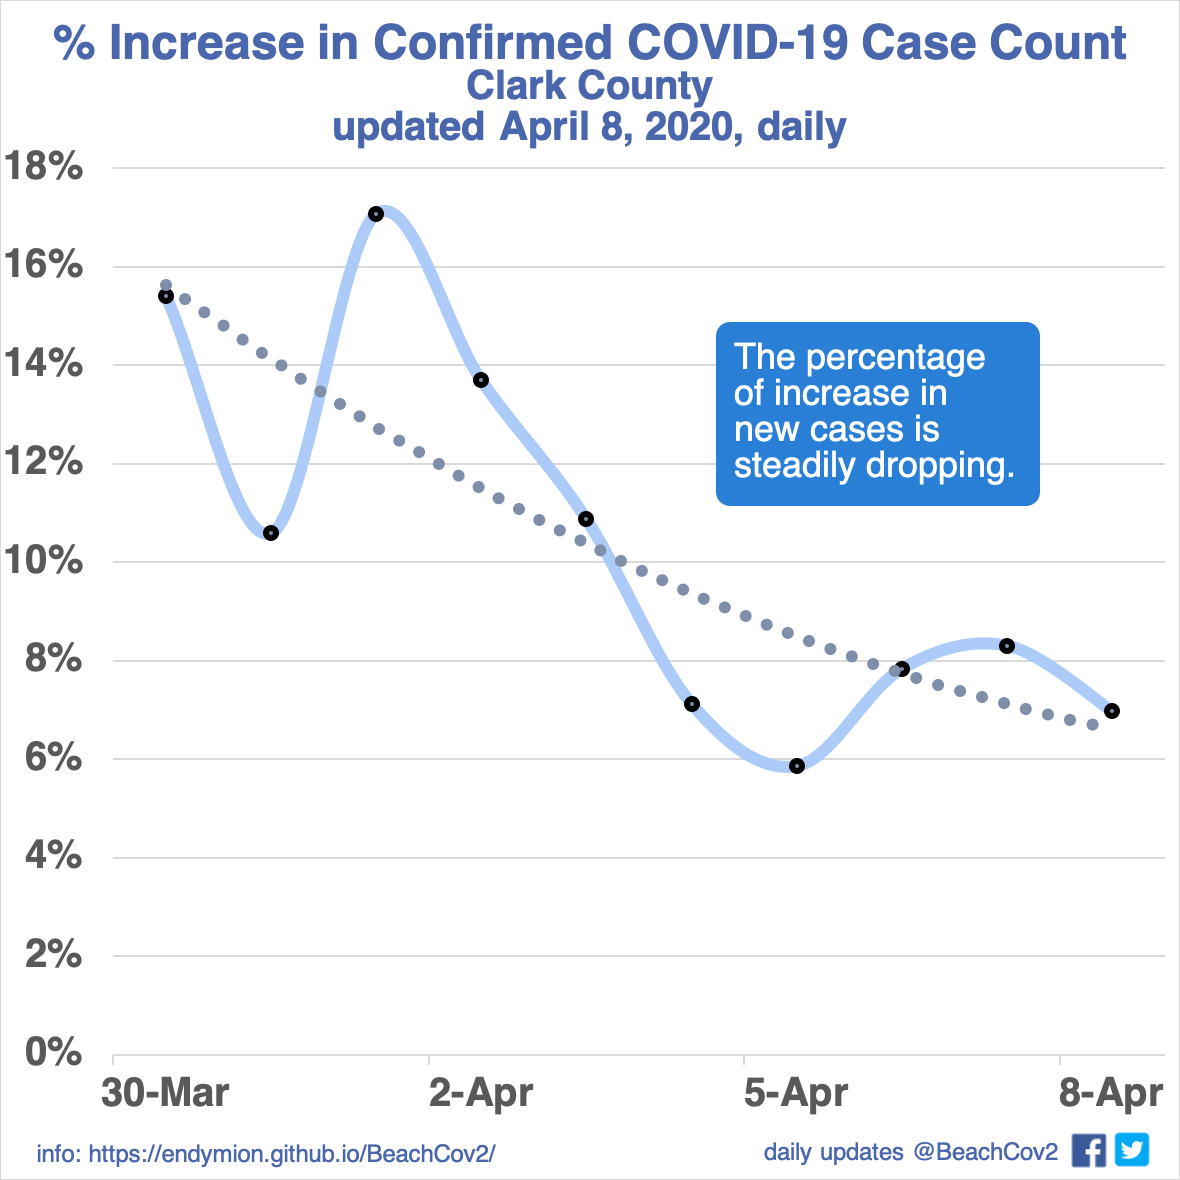 % Increase in Confirmed COVID-19 Case Count
Clark County
updated April 8, 2020, daily
18%
16%
14%
12%
10%
8%
6%
4%
2%
0%
The percentage
of increase in
new cases is
steadily dropping.
30-Mar
2-Apr
5-Apr
8-Apr
info: https://endymion.github.io/BeachCov2/
daily updates @BeachCov2